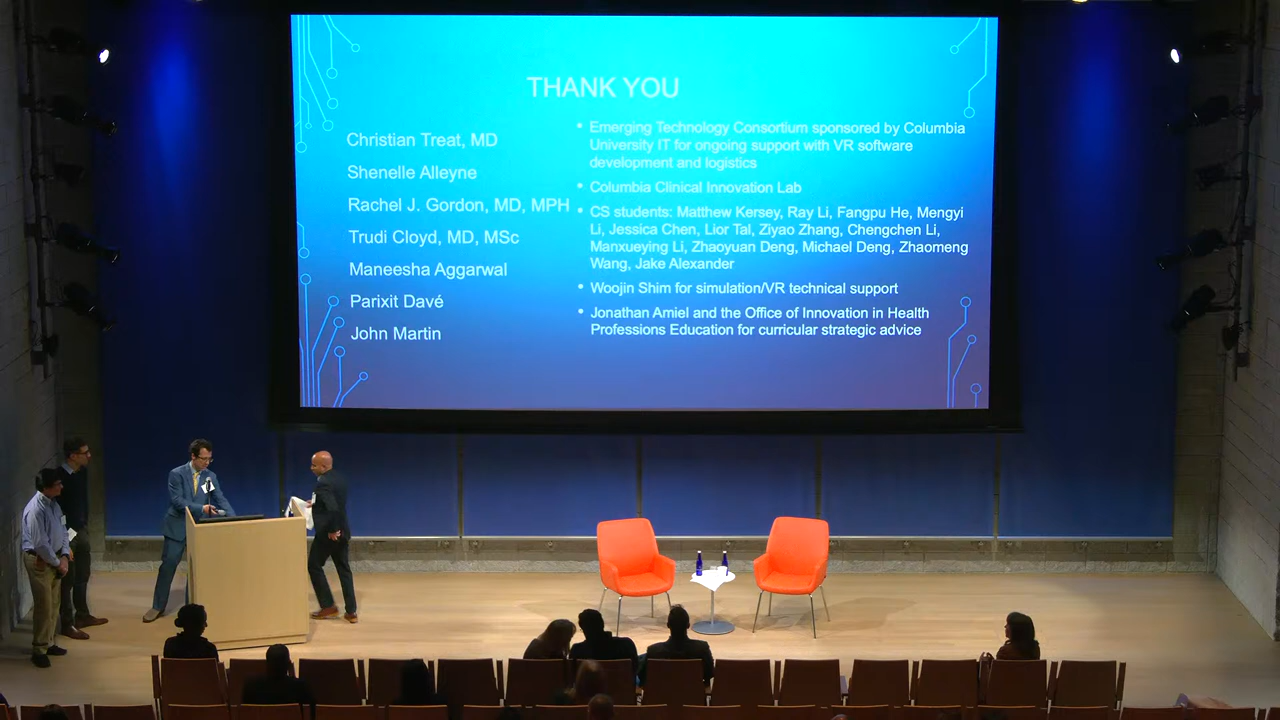 THANK YOU
Christian Treat, MD
Shenelle Alleyne
Rachel J. Gordon, MD, MPH
Trudi Cloyd, MD, MSc
Maneesha Aggarwal
Parixit Davé
John Martin
• Emerging Technology Consortium sponsored by Columbia
University IT for ongoing support with VR software
development and logistics
• Columbia Clinical Innovation Lab
• CS students: Matthew Kersey, Ray Li, Fangpu He, Mengyi
Li, Jessica Chen, Lior Tal, Ziyao Zhang, Chengchen Li,
Manxueying Li, Zhaoyuan Deng, Michael Deng, Zhaomeng
Wang, Jake Alexander
• Woojin Shim for simulation/VR technical support
• Jonathan Amiel and the Office of Innovation in Health
Professions Education for curricular strategic advice